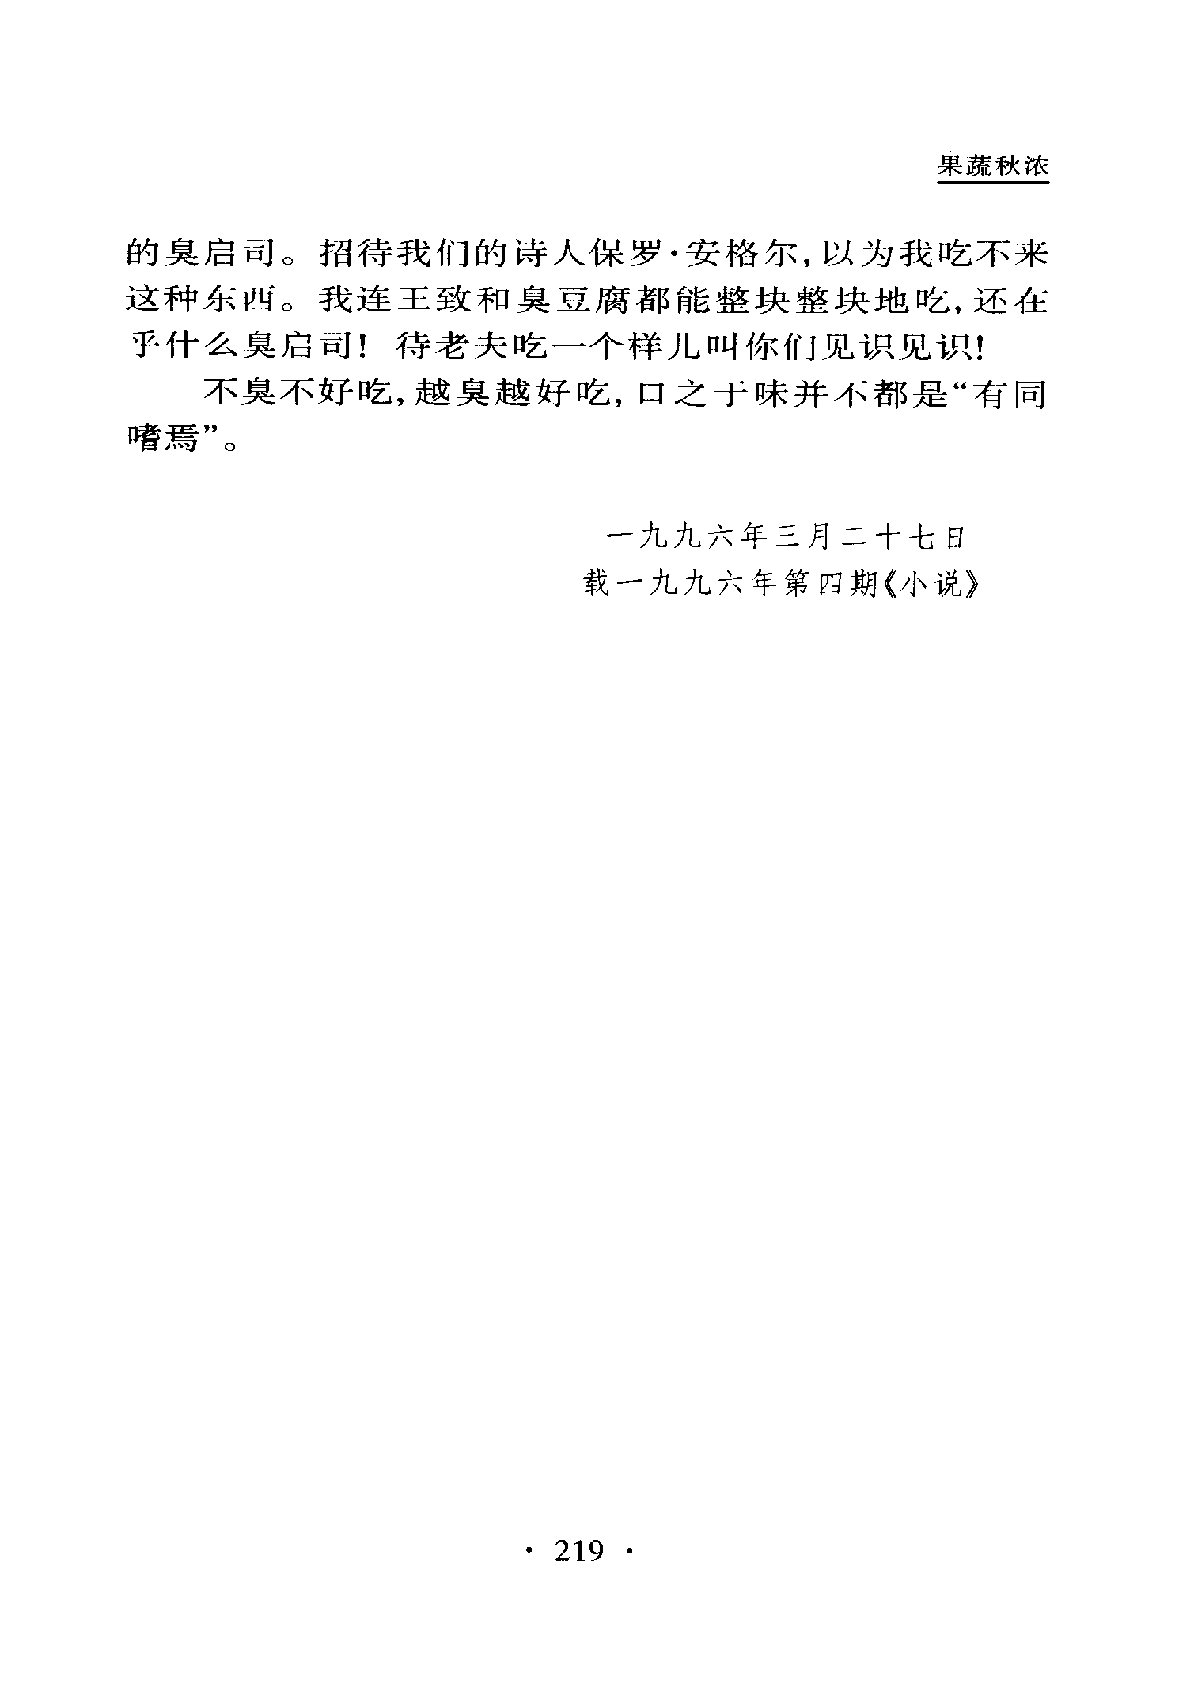 果蔬秋浓
的臭启司。招待我们的诗人保罗·安格尔,以为我吃不来
这种东西。我连王致和臭豆腐都能整块整块地吃,还在
乎什么臭启司! 待老夫吃一个样儿叫你们见识见识!
不臭不好吃,越臭越好吃,口之于味并不都是“有同
嗜焉”。
一九九六年三月二十七日
载一九九六年第四期《小说》
· 219 ·